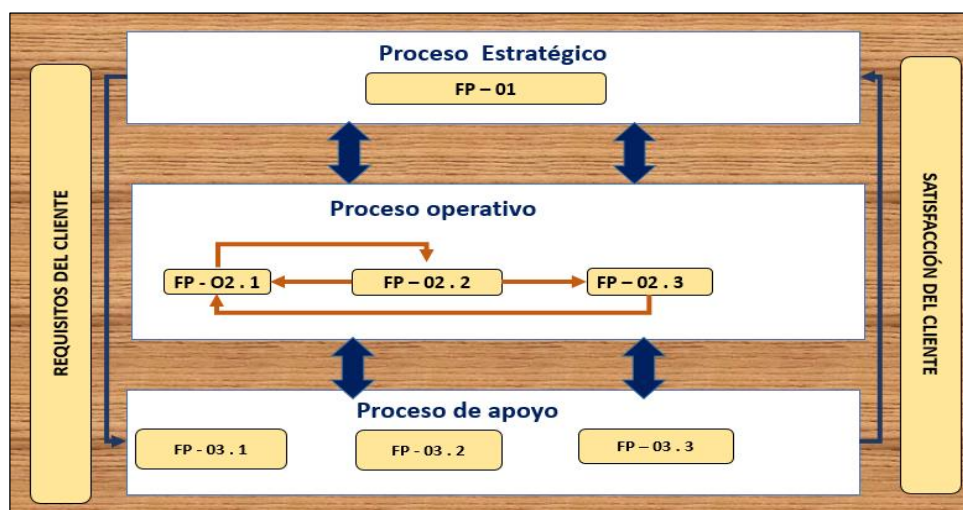 Proceso Estratégico
FP – 01
REQUISITOS DEL CLIENTE
SATISFACCIÓN DEL CLIENTE
Proceso operativo
FP - O2 . 1
FP – 02 . 2
FP – 02 . 3
Proceso de apoyo
FP - 03 . 1
FP - 03 . 2
FP – 03 . 3